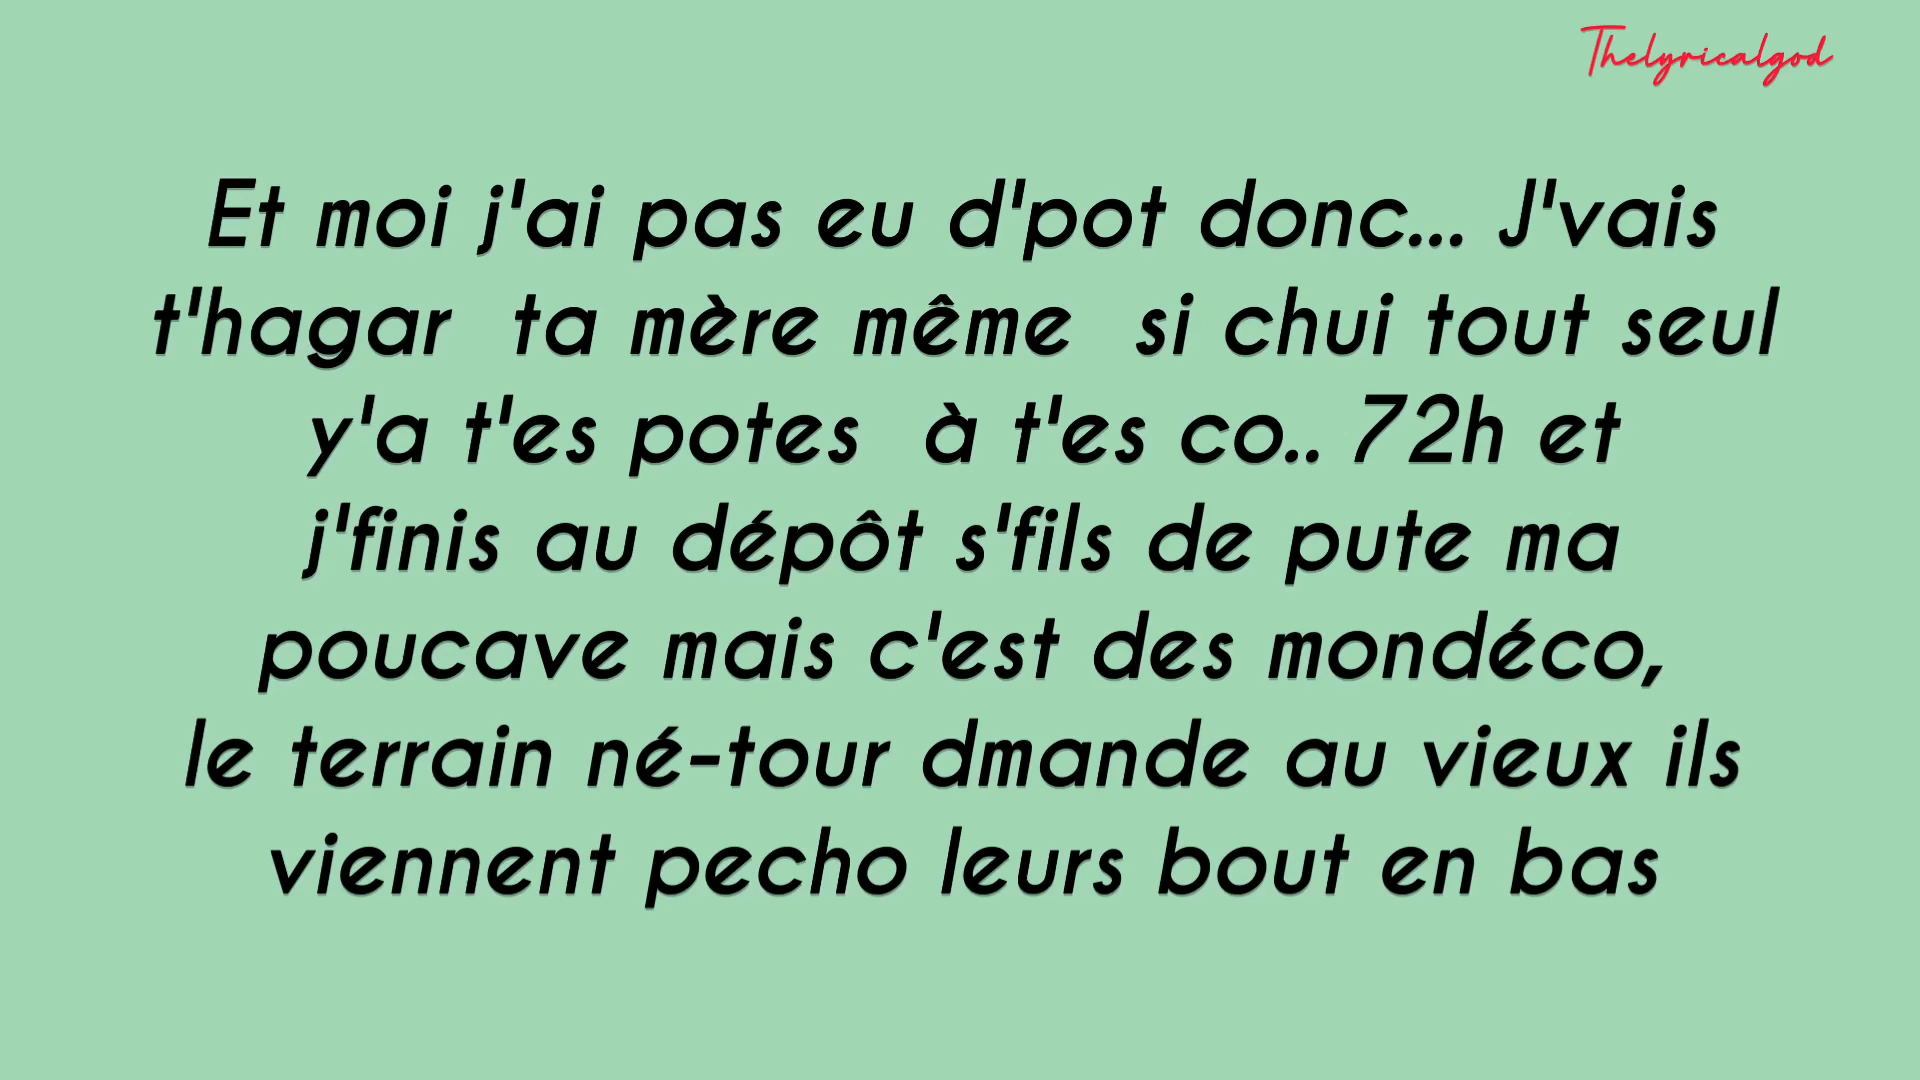 Thelyricalgod
Et moi j'ai pas eu d'pot donc... J'vais
t'hagar ta mère même si chui tout seul
y'a t'es potes à t'es co.. 72h et
j'finis au dépôt s'fils de pute ma
poucave mais c'est des mondéco,
le terrain né-tour dmande au vieux ils
viennent pecho leurs bout en bas